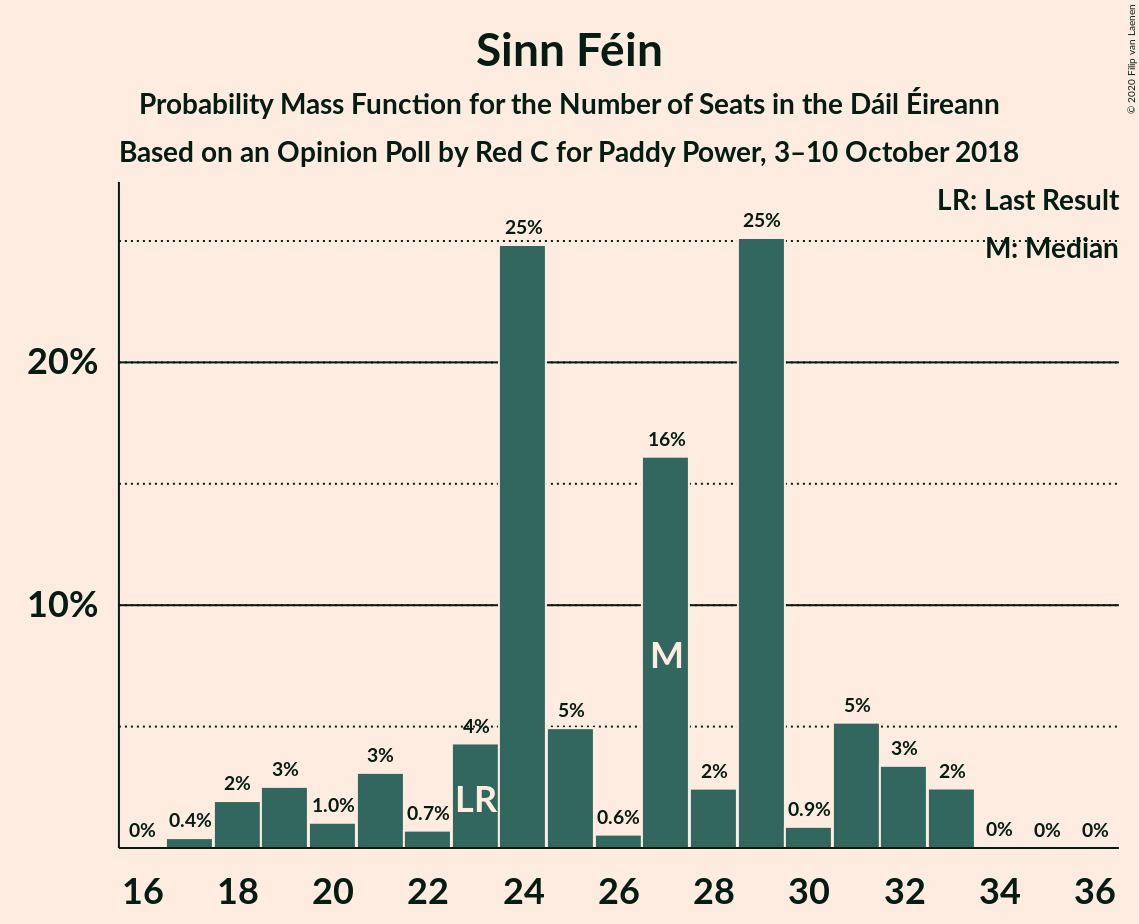 Sinn Féin
Probability Mass Function for the Number of Seats in the Dáil Éireann
Based on an Opinion Poll by Red C for Paddy Power, 3–10 October 2018
© 2020 Filip van Laenen
LR: Last Result
M: Median
20%
10%
0%
0.4%
2%
3%
1.0%
3%
0.7%
4%
25%
5%
0.6%
16%
2%
25%
0.9%
5%
3%
2%
0%
0%
0%
LR
M
16 18 20 22 24 26 28 30 32 34 36